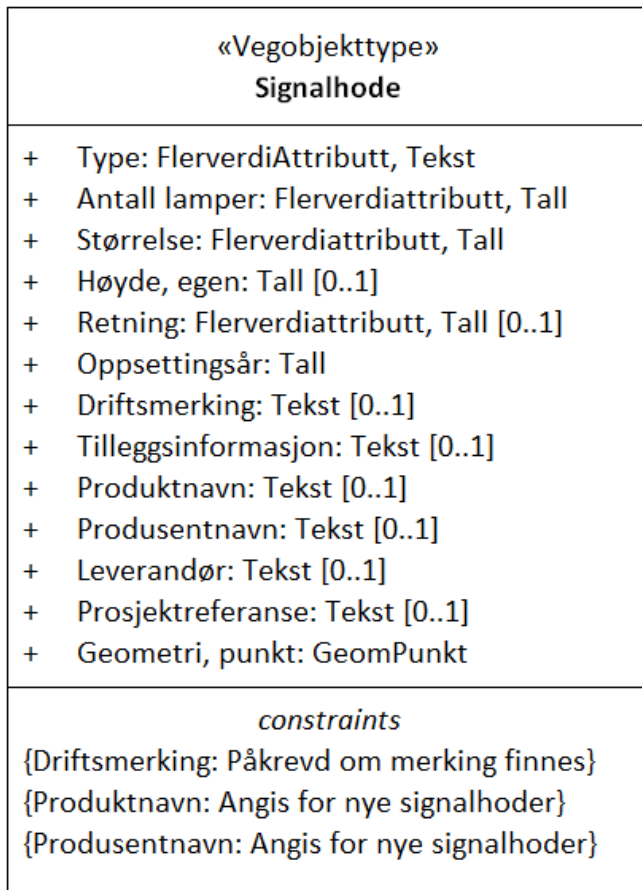 «Vegobjekttype»
Signalhode
+ Type: FlerverdiAttributt, Tekst
+ Antall lamper: Flerverdiattributt, Tall
+ Størrelse: Flerverdiattributt, Tall
+ Høyde, egen: Tall [0..1]
+ Retning: Flerverdiattributt, Tall [0..1]
+ Oppsettingsår: Tall
+ Driftsmerking: Tekst [0..1]
+ Tilleggsinformasjon: Tekst [0..1]
+ Produktnavn: Tekst [0..1]
+ Produsentnavn: Tekst [0..1]
+ Leverandør: Tekst [0..1]
+ Prosjektreferanse: Tekst [0..1]
+ Geometri, punkt: GeomPunkt
constraints
{Driftsmerking: Påkrevd om merking finnes}
{Produktnavn: Angis for nye signalhoder}
{Produsentnavn: Angis for nye signalhoder}